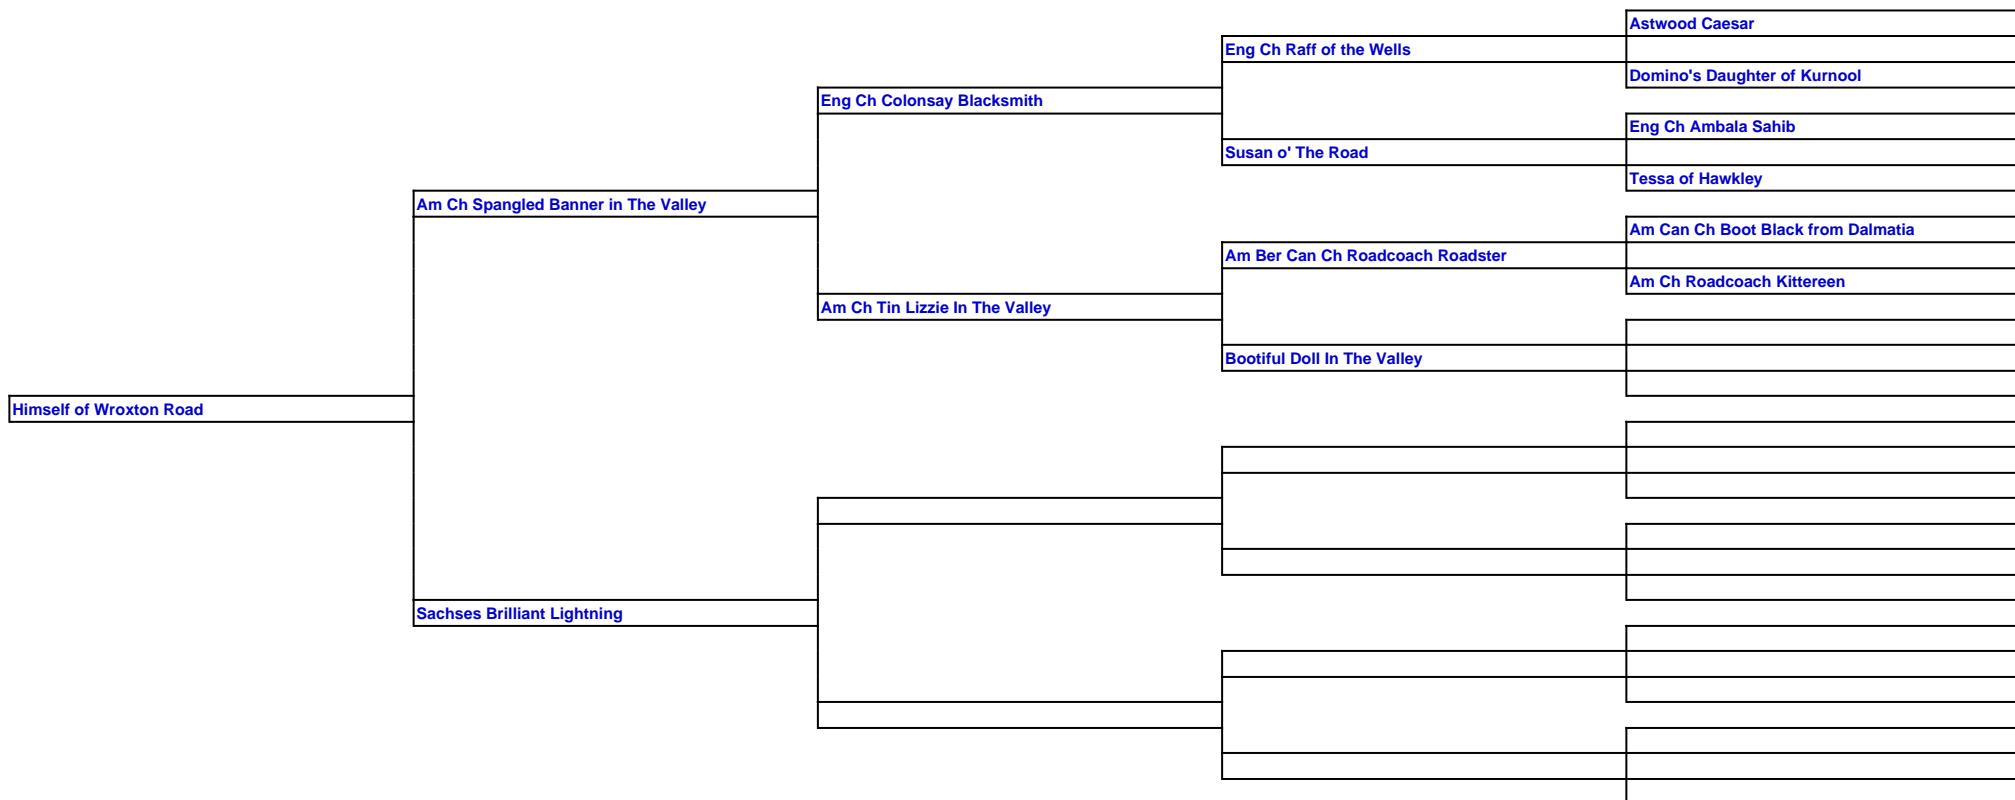 Astwood Caesar
Eng Ch Raff of the Wells
Domino's Daughter of Kurnool
Eng Ch Colonsay Blacksmith
Eng Ch Ambala Sahib
Susan o' The Road
Tessa of Hawkley
Am Ch Spangled Banner in The Valley
Am Can Ch Boot Black from Dalmatia
Am Ber Can Ch Roadcoach Roadster
Am Ch Roadcoach Kittereen
Am Ch Tin Lizzie In The Valley
Bootiful Doll In The Valley
Himself of Wroxton Road
Sachses Brilliant Lightning